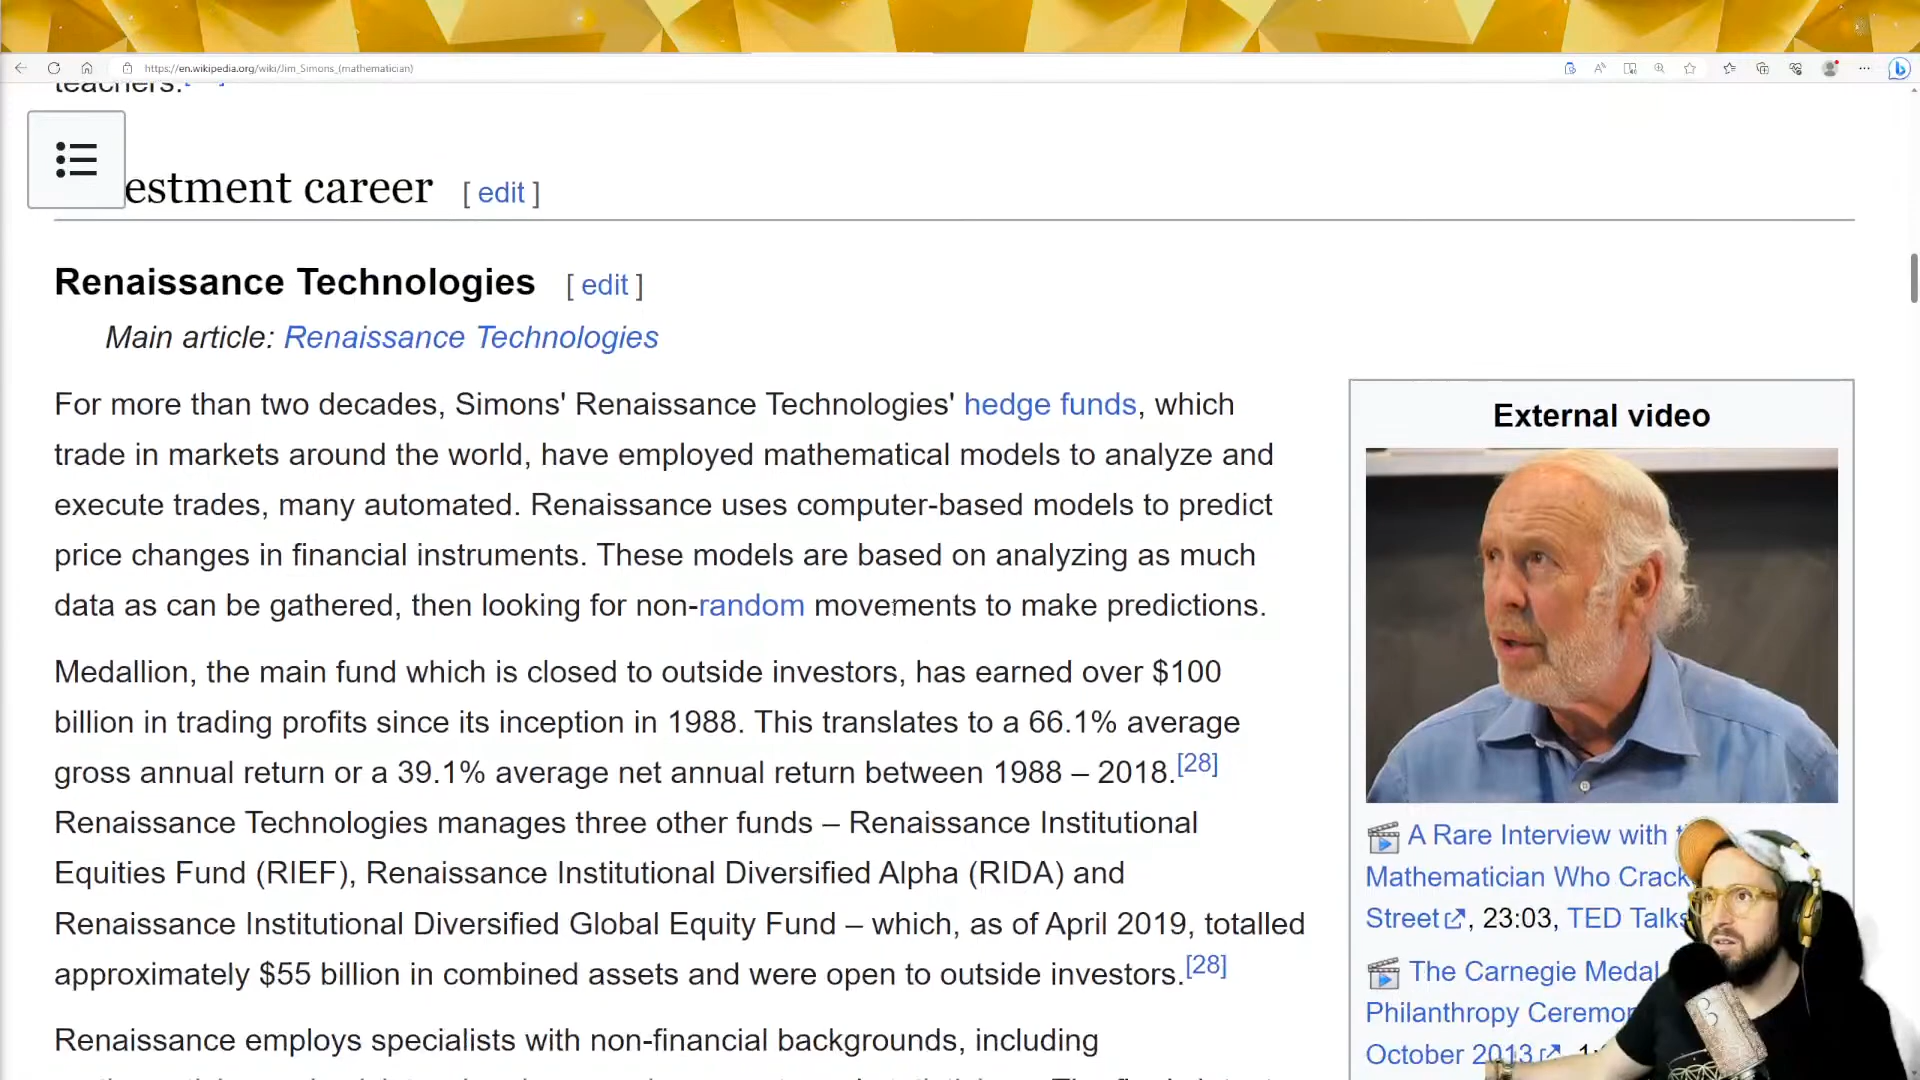 https://en.wikipedia.org/wiki/Jim_Simons_(mathematician)
teachers.
estment career [ edit ]
Renaissance Technologies [ edit ]
Main article: Renaissance Technologies
For more than two decades, Simons' Renaissance Technologies' hedge funds, which
trade in markets around the world, have employed mathematical models to analyze and
execute trades, many automated. Renaissance uses computer-based models to predict
price changes in financial instruments. These models are based on analyzing as much
data as can be gathered, then looking for non-random movements to make predictions.
Medallion, the main fund which is closed to outside investors, has earned over $100
billion in trading profits since its inception in 1988. This translates to a 66.1% average
gross annual return or a 39.1% average net annual return between 1988 – 2018.[28]
Renaissance Technologies manages three other funds – Renaissance Institutional
Equities Fund (RIEF), Renaissance Institutional Diversified Alpha (RIDA) and
Renaissance Institutional Diversified Global Equity Fund – which, as of April 2019, totalled
approximately $55 billion in combined assets and were open to outside investors.[28]
Renaissance employs specialists with non-financial backgrounds, including
External video
A Rare Interview with
Mathematician Who Crack
Street, 23:03, TED Talks
The Carnegie Medal
Philanthropy Ceremo
October 2013